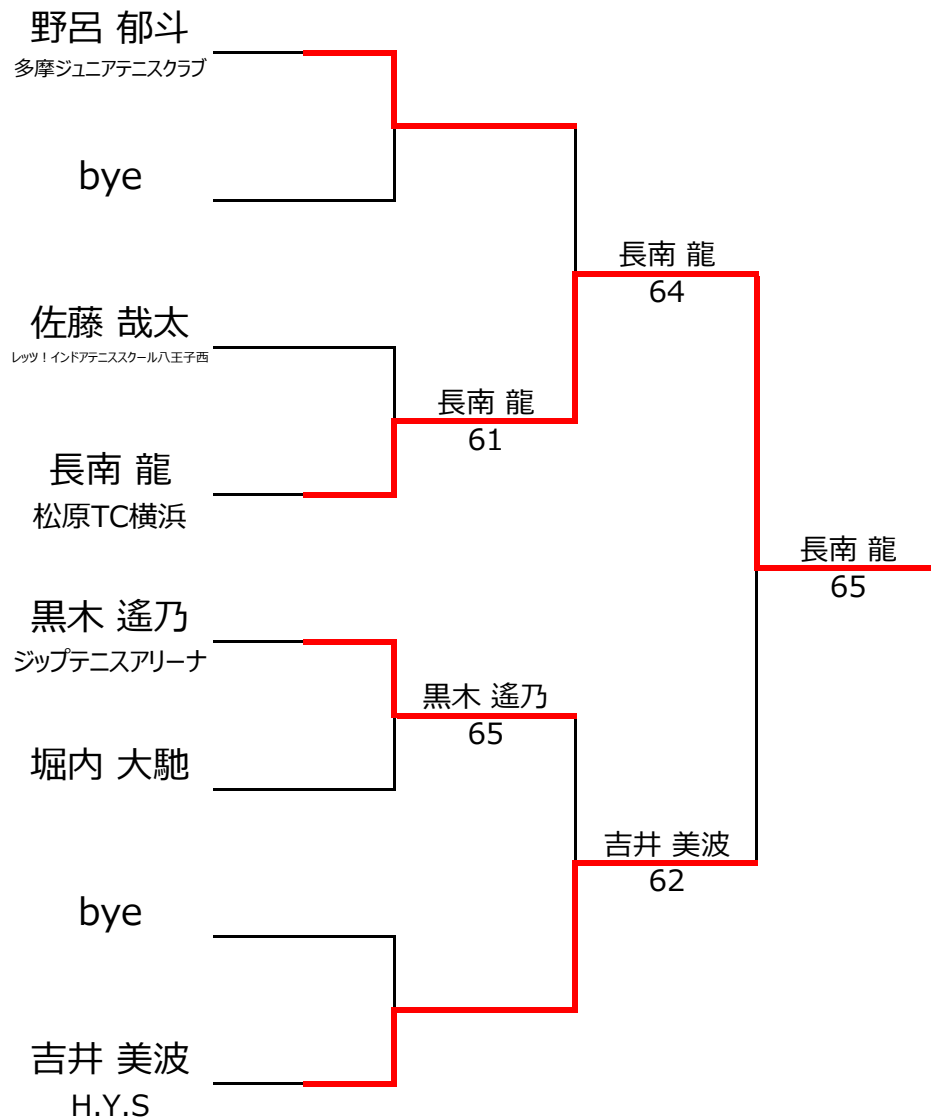 野呂 郁斗
多摩ジュニアテニスクラブ
bye
長南 龍
64
佐藤 哉太
レッツ！インドアテニススクール八王子西
長南 龍
61
長南 龍
松原TC横浜
長南 龍
65
黒木 遙乃
ジップテニスアリーナ
黒木 遙乃
65
堀内 大馳
吉井 美波
62
bye
吉井 美波
H.Y.S